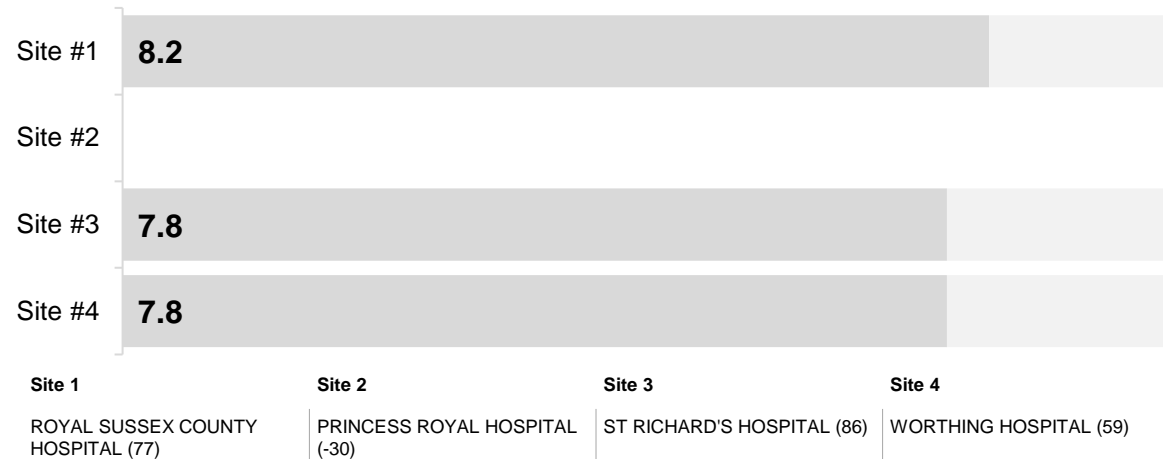 Site #1 8.2
Site #2
Site #3 7.8
Site #4 7.8
Site 1 Site 2 Site 3 Site 4
ROYAL SUSSEX COUNTY
HOSPITAL (77)
PRINCESS ROYAL HOSPITAL
(-30)
ST RICHARD'S HOSPITAL (86)
WORTHING HOSPITAL (59)